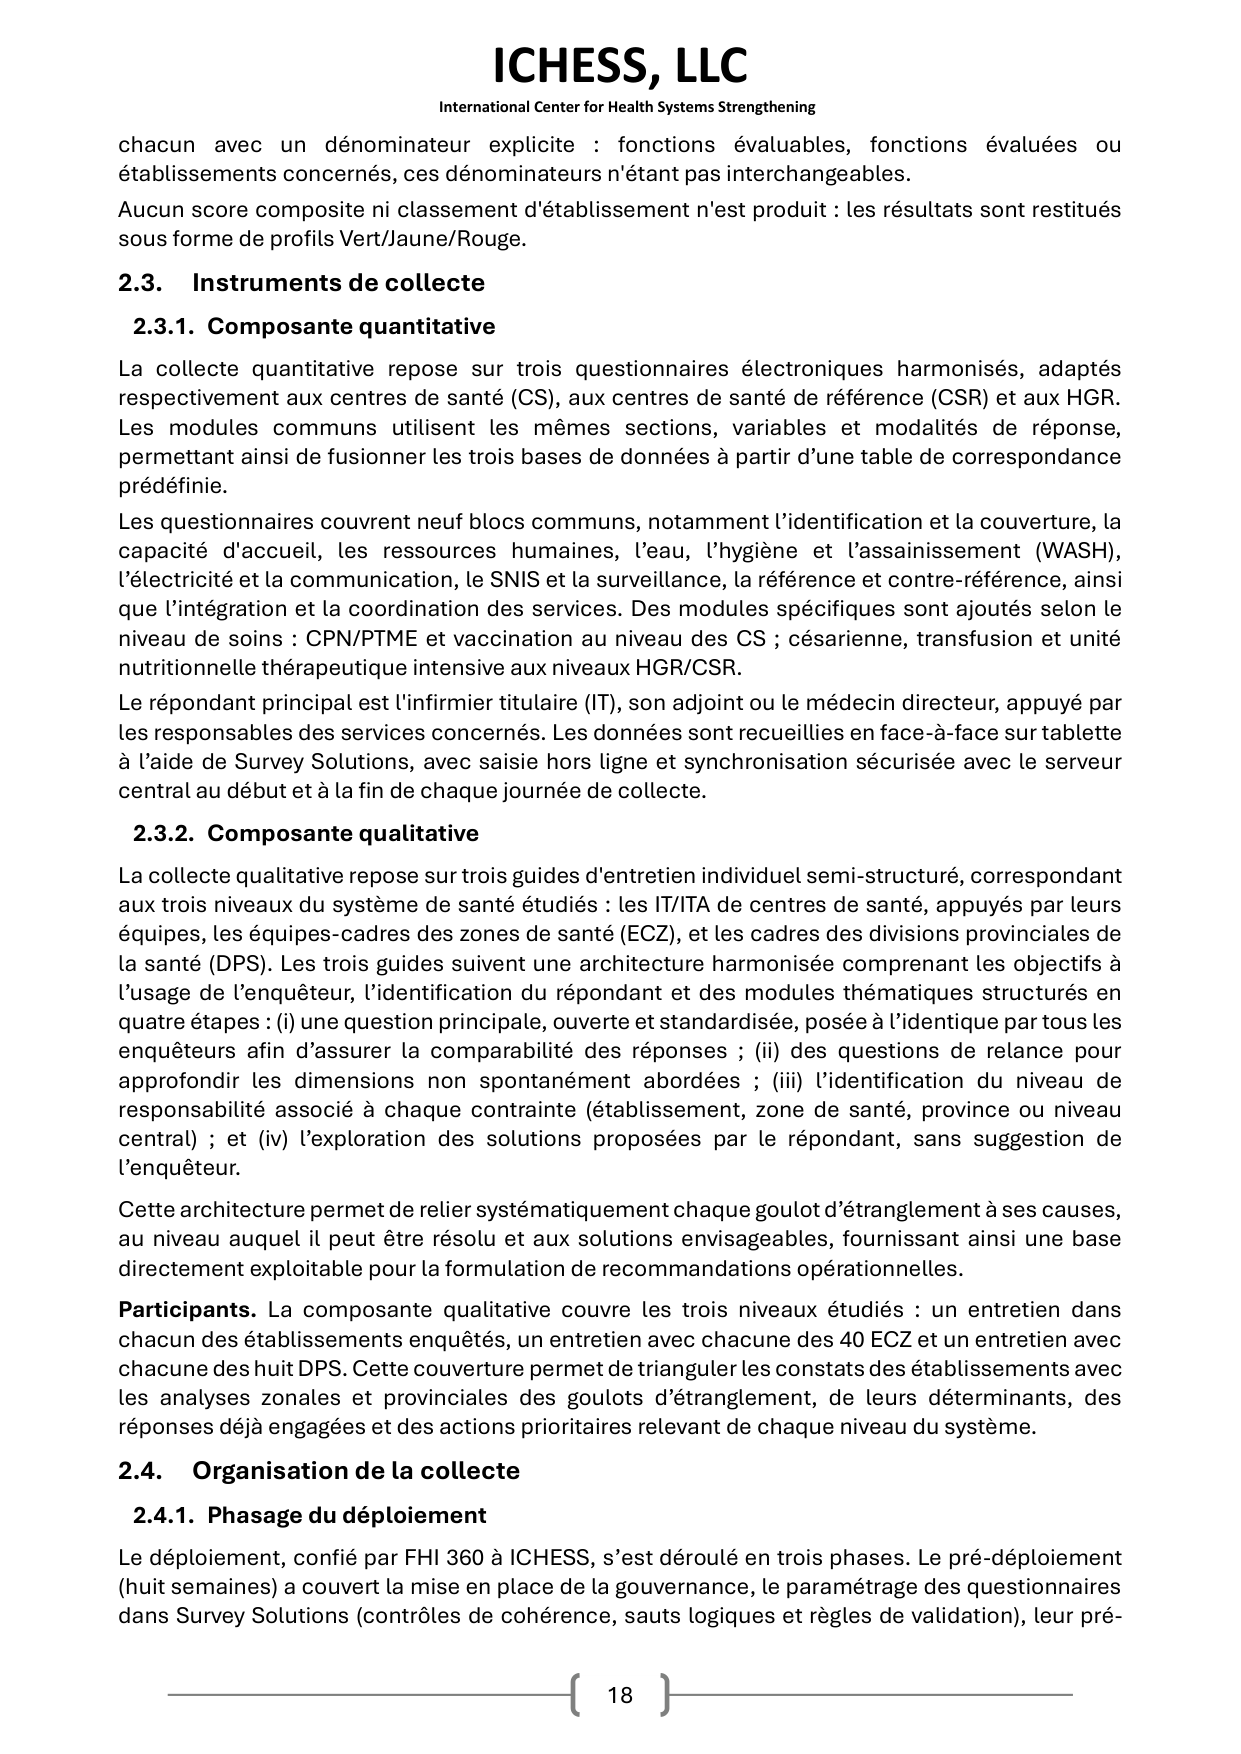 ICHESS, LLC
International Center for Health Systems Strengthening
chacun avec un dénominateur explicite : fonctions évaluables, fonctions évaluées ou
établissements concernés, ces dénominateurs n'étant pas interchangeables.
Aucun score composite ni classement d'établissement n'est produit : les résultats sont restitués
sous forme de profils Vert/Jaune/Rouge.
2.3. Instruments de collecte
2.3.1. Composante quantitative
La collecte quantitative repose sur trois questionnaires électroniques harmonisés, adaptés
respectivement aux centres de santé (CS), aux centres de santé de référence (CSR) et aux HGR.
Les modules communs utilisent les mêmes sections, variables et modalités de réponse,
permettant ainsi de fusionner les trois bases de données à partir d’une table de correspondance
prédéfinie.
Les questionnaires couvrent neuf blocs communs, notamment l’identification et la couverture, la
capacité d'accueil, les ressources humaines, l’eau, l’hygiène et l’assainissement (WASH),
l’électricité et la communication, le SNIS et la surveillance, la référence et contre-référence, ainsi
que l’intégration et la coordination des services. Des modules spécifiques sont ajoutés selon le
niveau de soins : CPN/PTME et vaccination au niveau des CS ; césarienne, transfusion et unité
nutritionnelle thérapeutique intensive aux niveaux HGR/CSR.
Le répondant principal est l'infirmier titulaire (IT), son adjoint ou le médecin directeur, appuyé par
les responsables des services concernés. Les données sont recueillies en face-à-face sur tablette
à l’aide de Survey Solutions, avec saisie hors ligne et synchronisation sécurisée avec le serveur
central au début et à la fin de chaque journée de collecte.
2.3.2. Composante qualitative
La collecte qualitative repose sur trois guides d'entretien individuel semi-structuré, correspondant
aux trois niveaux du système de santé étudiés : les IT/ITA de centres de santé, appuyés par leurs
équipes, les équipes-cadres des zones de santé (ECZ), et les cadres des divisions provinciales de
la santé (DPS). Les trois guides suivent une architecture harmonisée comprenant les objectifs à
l’usage de l’enquêteur, l’identification du répondant et des modules thématiques structurés en
quatre étapes : (i) une question principale, ouverte et standardisée, posée à l’identique par tous les
enquêteurs afin d’assurer la comparabilité des réponses ; (ii) des questions de relance pour
approfondir les dimensions non spontanément abordées ; (iii) l’identification du niveau de
responsabilité associé à chaque contrainte (établissement, zone de santé, province ou niveau
central) ; et (iv) l’exploration des solutions proposées par le répondant, sans suggestion de
l’enquêteur.
Cette architecture permet de relier systématiquement chaque goulot d’étranglement à ses causes,
au niveau auquel il peut être résolu et aux solutions envisageables, fournissant ainsi une base
directement exploitable pour la formulation de recommandations opérationnelles.
Participants. La composante qualitative couvre les trois niveaux étudiés : un entretien dans
chacun des établissements enquêtés, un entretien avec chacune des 40 ECZ et un entretien avec
chacune des huit DPS. Cette couverture permet de trianguler les constats des établissements avec
les analyses zonales et provinciales des goulots d’étranglement, de leurs déterminants, des
réponses déjà engagées et des actions prioritaires relevant de chaque niveau du système.
2.4. Organisation de la collecte
2.4.1. Phasage du déploiement
Le déploiement, confié par FHI 360 à ICHESS, s’est déroulé en trois phases. Le pré-déploiement
(huit semaines) a couvert la mise en place de la gouvernance, le paramétrage des questionnaires
dans Survey Solutions (contrôles de cohérence, sauts logiques et règles de validation), leur pré-
18